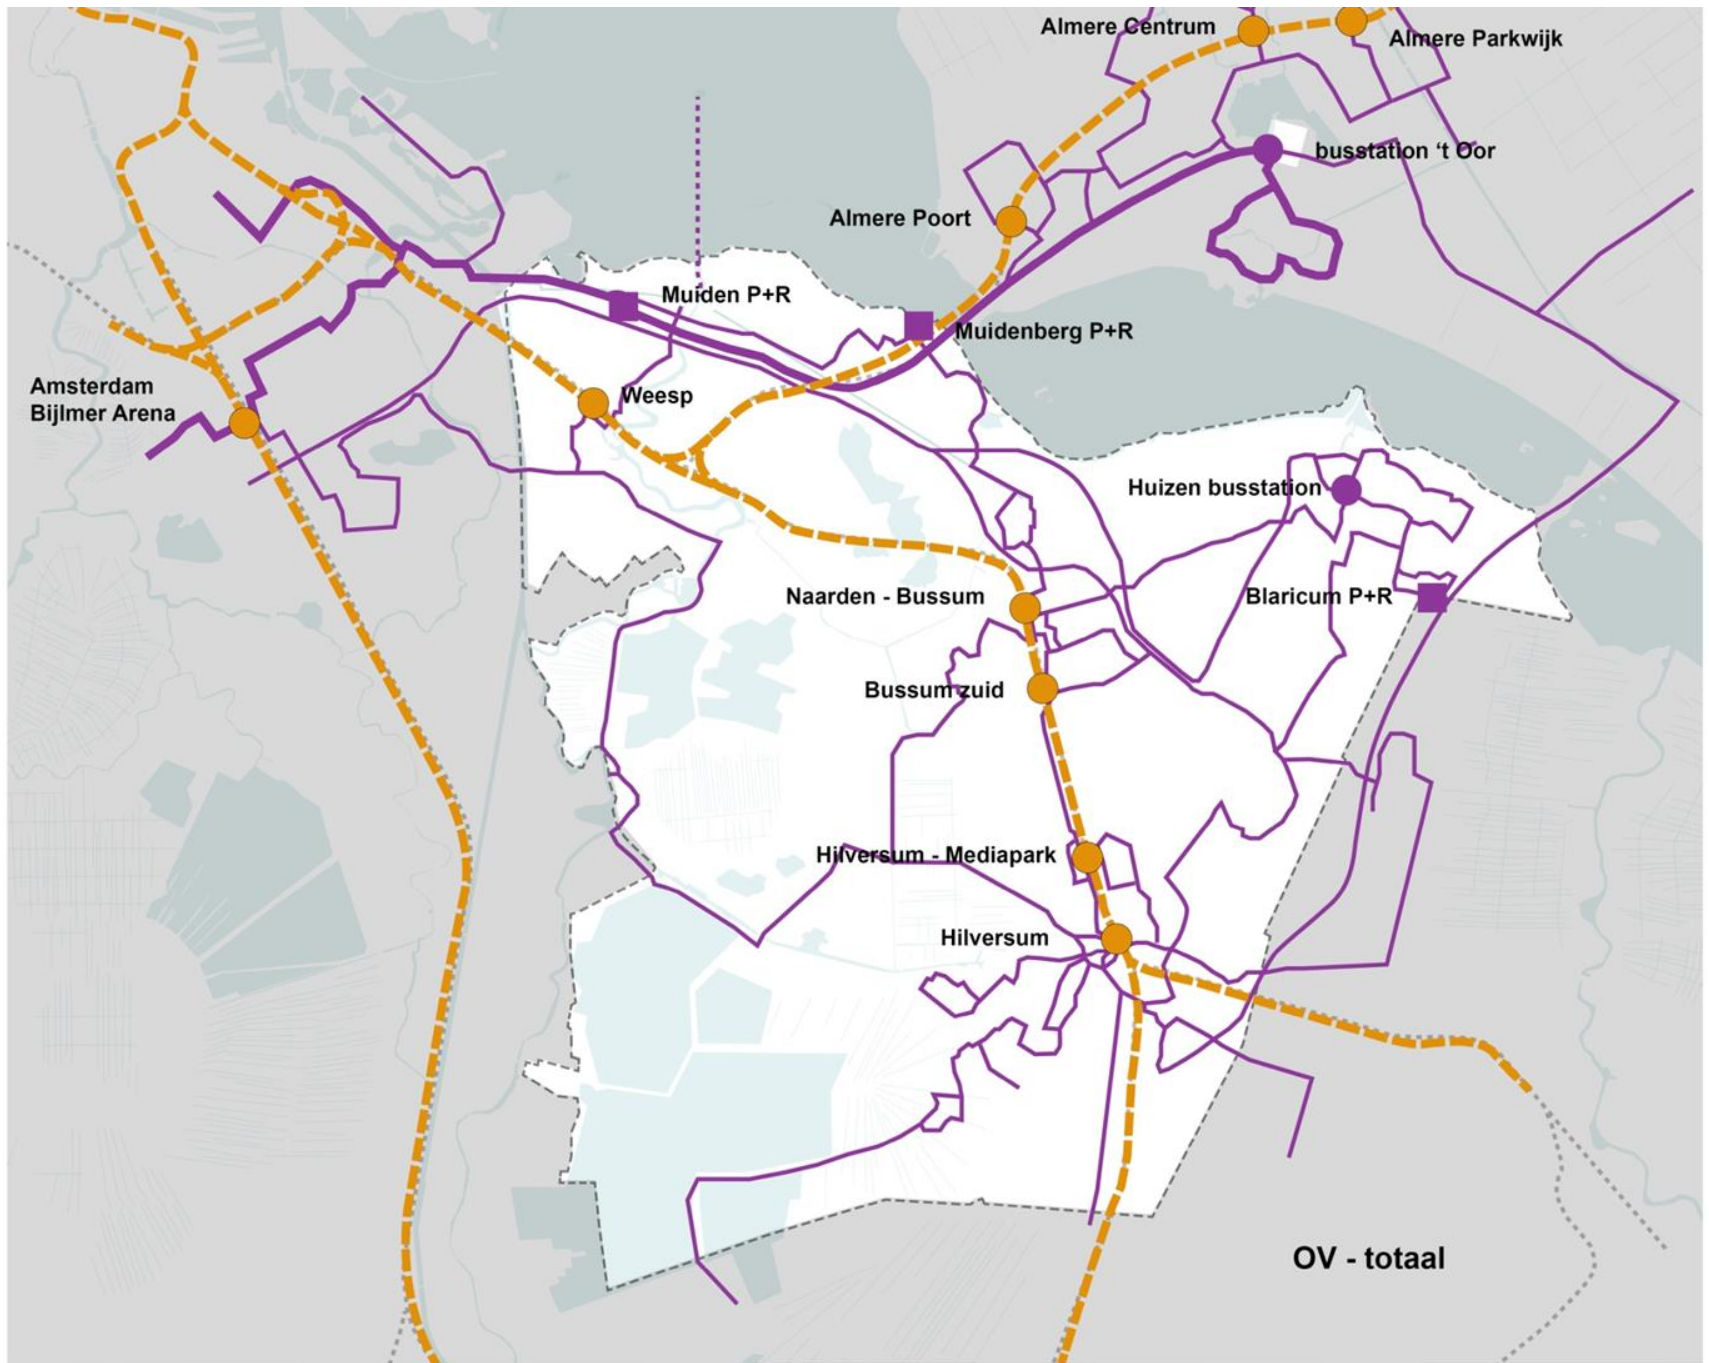 Almere Centrum
Almere Parkwijk
busstation ‘t Oor
Almere Poort
Muiden P+R
Muidenberg P+R
Amsterdam
Bijlmer Arena
Weesp
Huizen busstation
Naarden - Bussum
Blaricum P+R
Bussum zuid
Hilversum - Mediapark
Hilversum
OV - totaal